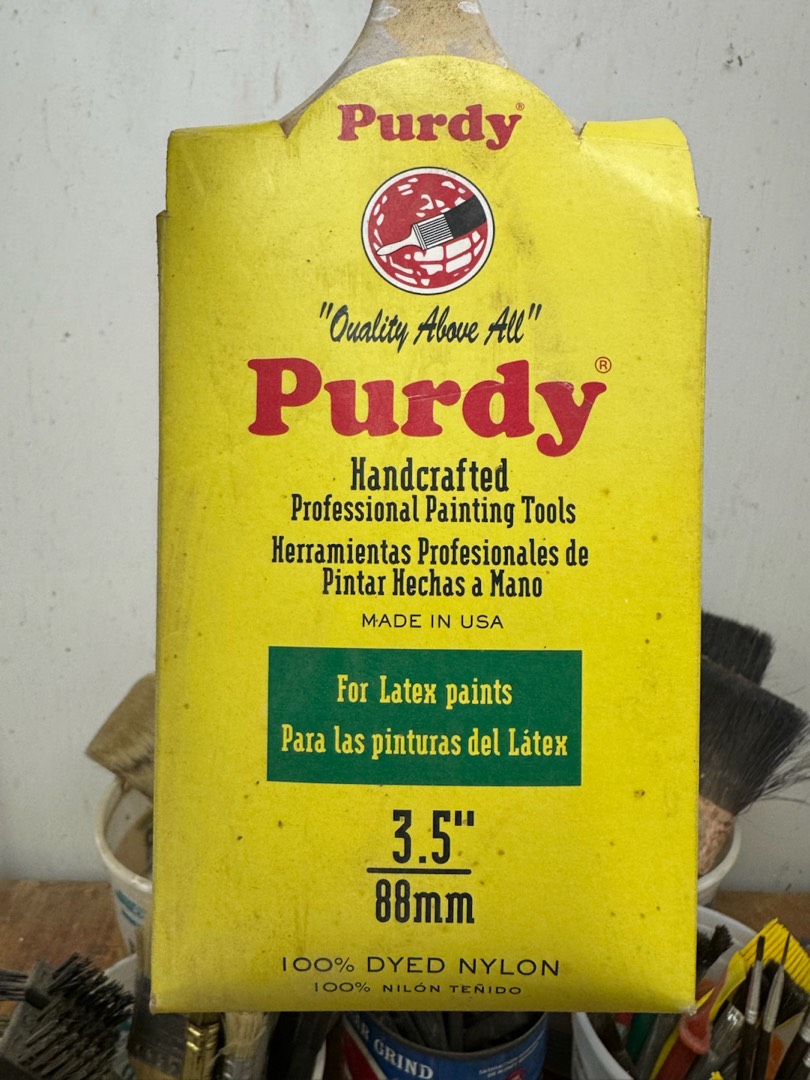 Purdy®
"Quality Above All"
Purdy®
Handcrafted
Professional Painting Tools
Herramientas Profesionales de
Pintar Hechas a Mano
MADE IN USA
For Latex paints
Para las pinturas del Látex
3.5"
88mm
100% DYED NYLON
100% NILÓN TEÑIDO
GRIND